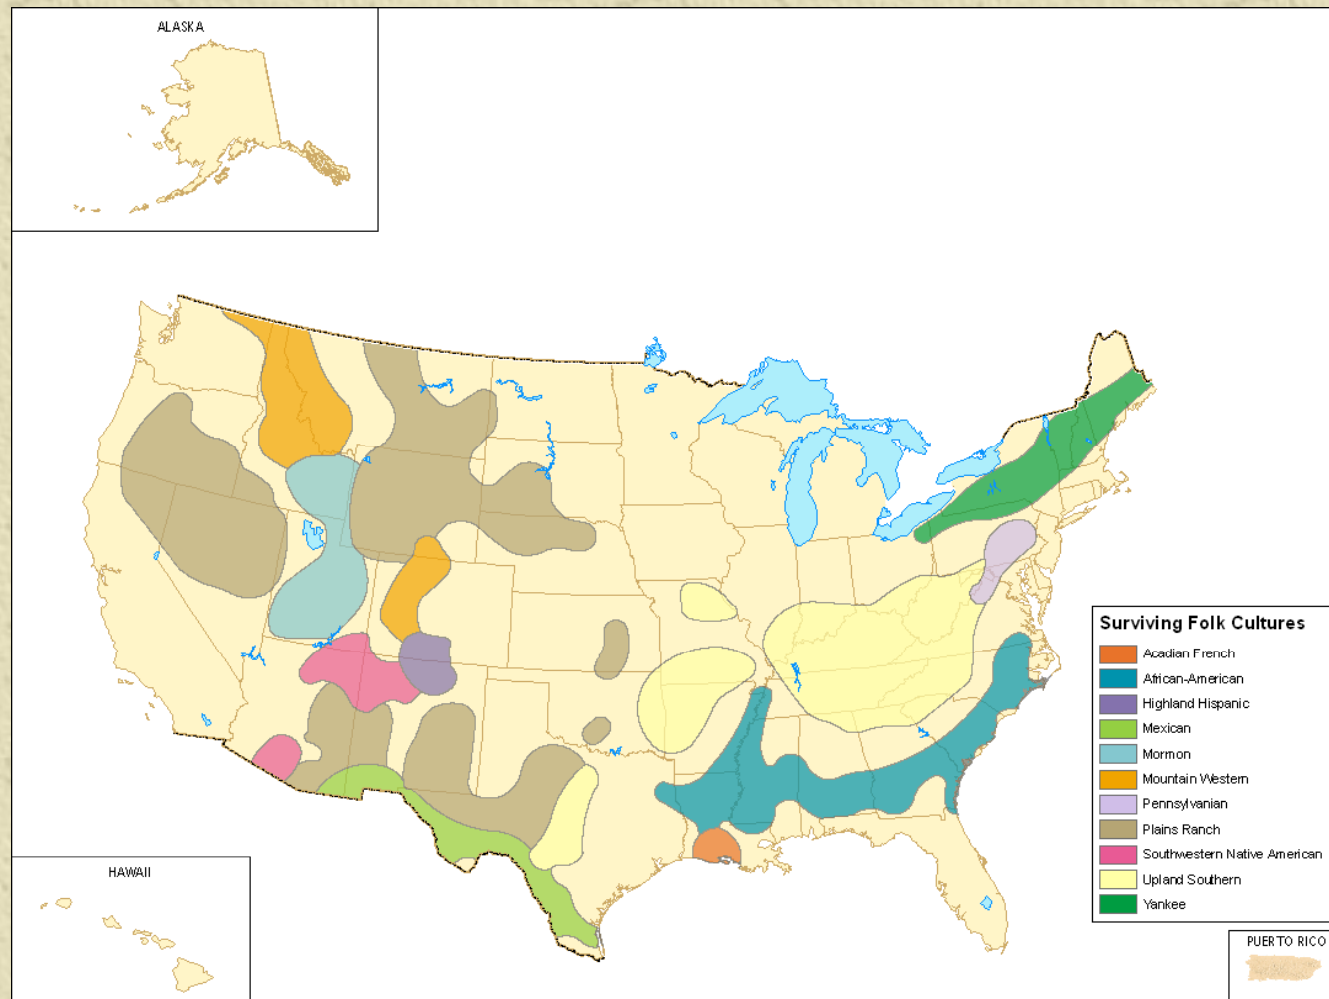 ALASKA
Surviving Folk Cultures
Acadian French
African-American
Highland Hispanic
Mexican
Mormon
Mountain Western
Pennsylvanian
Plains Ranch
Southwestern Native American
Upland Southern
Yankee
HAWAII
PUERTO RICO